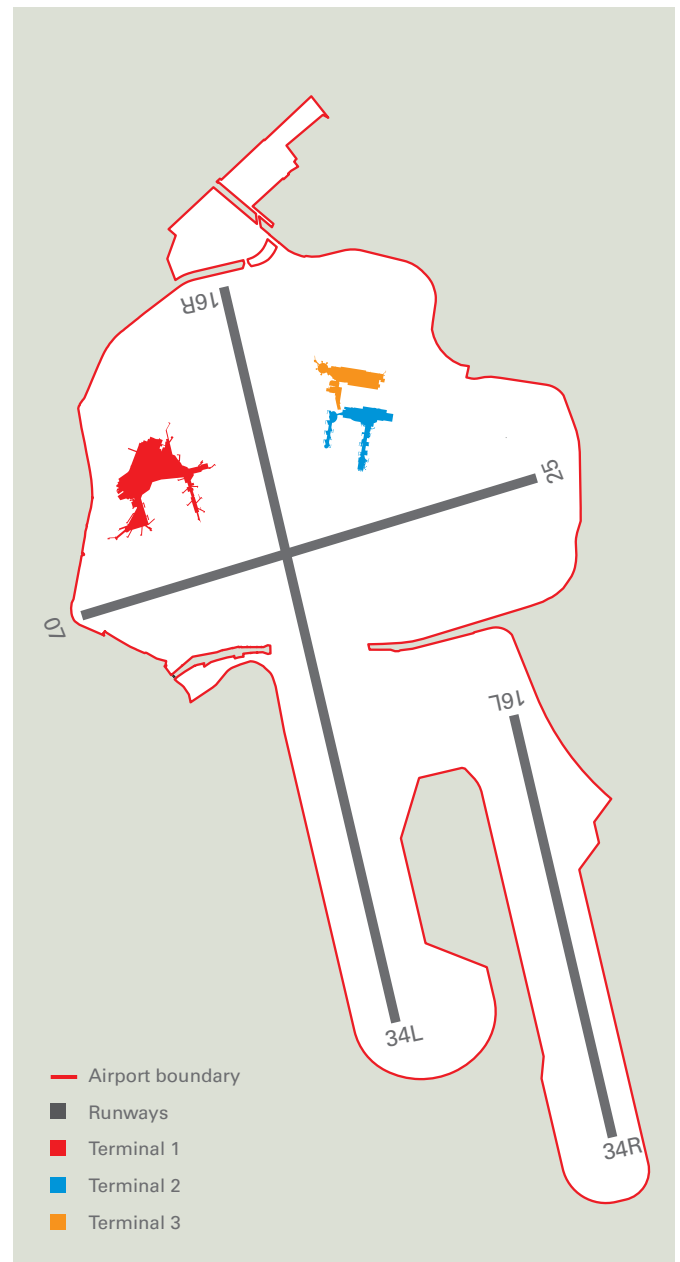 16R
25
07
16L
34L
34R
Airport boundary
Runways
Terminal 1
Terminal 2
Terminal 3